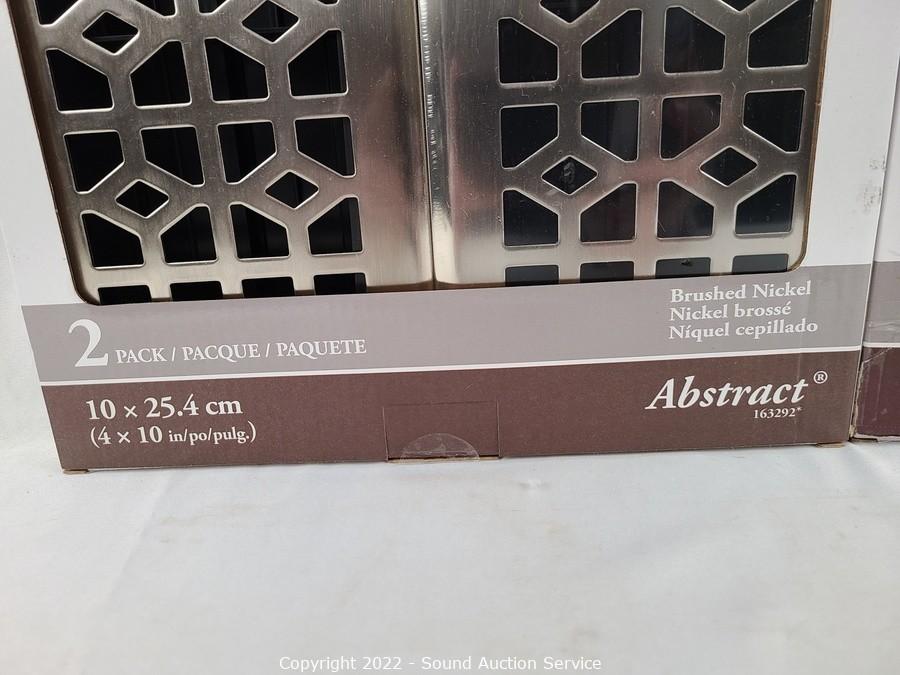 2 PACK / PACQUE / PAQUETE
Brushed Nickel
Nickel brossé
Níquel cepillado
10 × 25.4 cm
(4 × 10 in/po/pulg.)
Abstract®
163292*
Copyright 2022 - Sound Auction Service